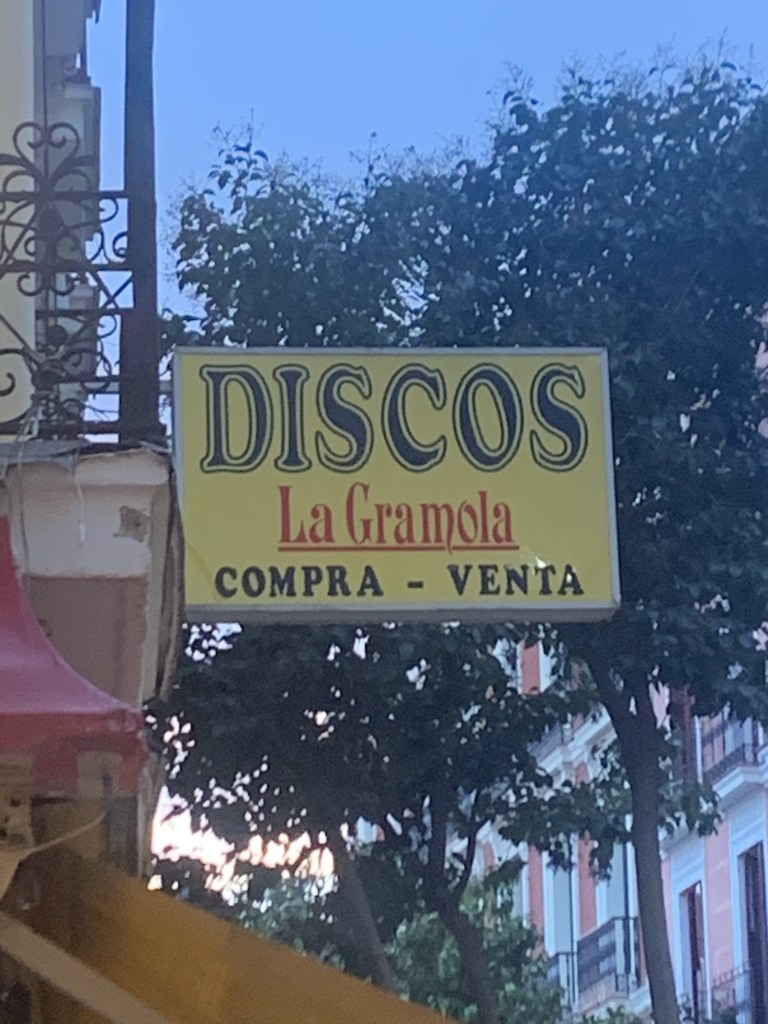 DISCOS
La Gramola
COMPRA - VENTA